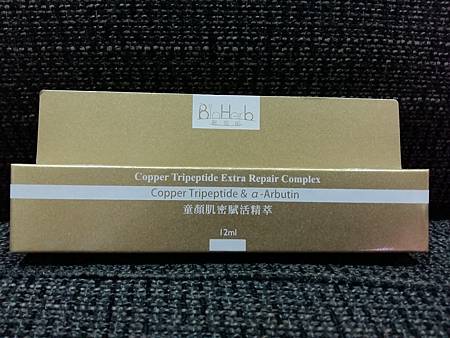 BioHerb
Copper Tripeptide Extra Repair Complex
Copper Tripeptide & α-Arbutin
童顏肌密賦活精萃
12ml